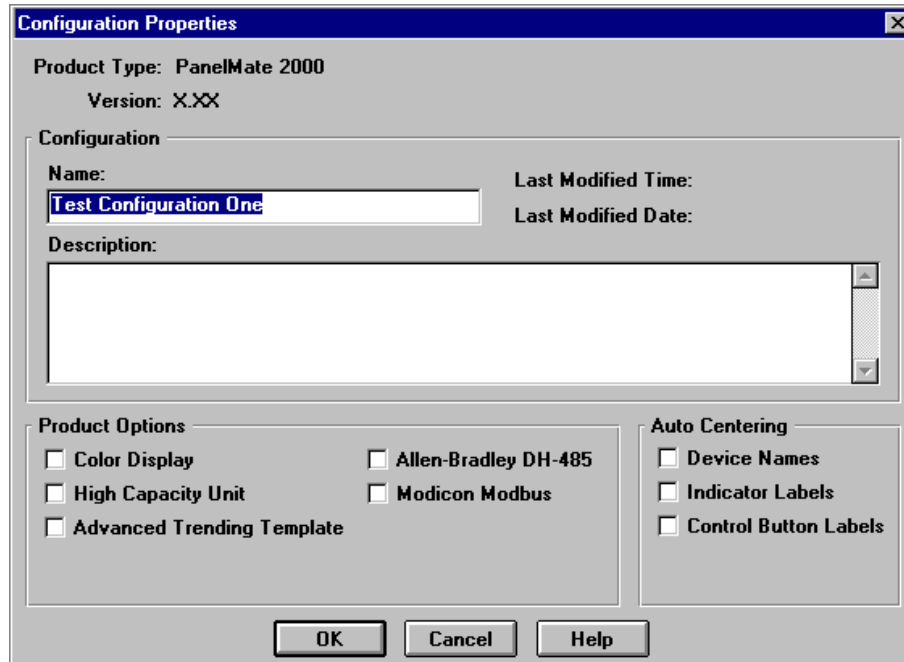 Configuration Properties
Product Type: PanelMate 2000
Version: X.XX
Configuration
Name:
Test Configuration One
Last Modified Time:
Last Modified Date:
Description:
Product Options
Color Display
High Capacity Unit
Advanced Trending Template
Allen-Bradley DH-485
Modicon Modbus
Auto Centering
Device Names
Indicator Labels
Control Button Labels
OK
Cancel
Help